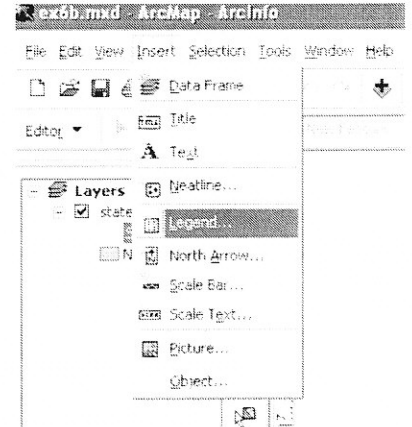 ex6b.mxd - ArcMap - ArcInfo
File Edit View Insert Selection Tools Window Help
Data Frame
Editor
Title
Text
Layers
Neatline...
state
Legend...
N
North Arrow...
Scale Bar...
Scale Text...
Picture...
Object...